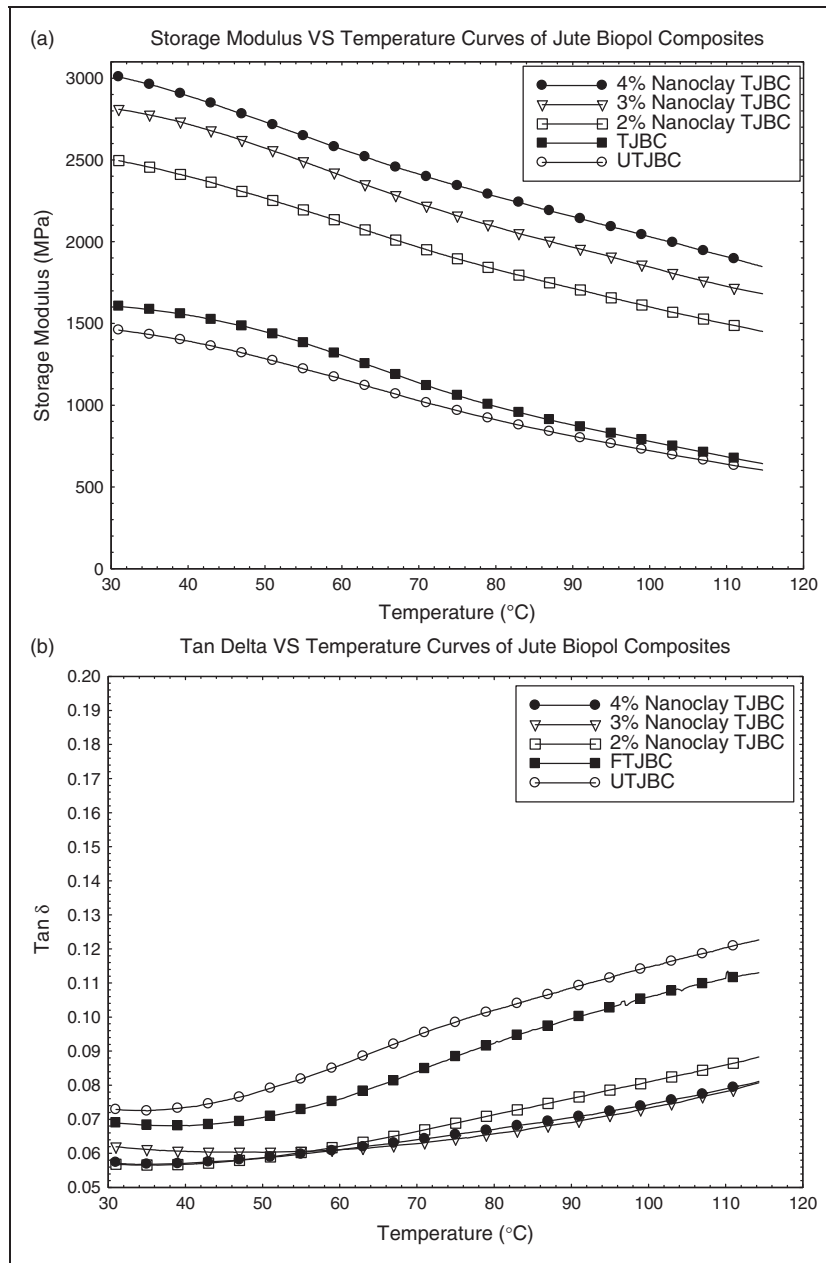 (a)
Storage Modulus VS Temperature Curves of Jute Biopol Composites
4% Nanoclay TJBC
3% Nanoclay TJBC
2% Nanoclay TJBC
TJBC
UTJBC
Storage Modulus (MPa)
3000
2500
2000
1500
1000
500
0
30 40 50 60 70 80 90 100 110 120
Temperature (°C)
(b)
Tan Delta VS Temperature Curves of Jute Biopol Composites
4% Nanoclay TJBC
3% Nanoclay TJBC
2% Nanoclay TJBC
FTJBC
UTJBC
Tan δ
0.20
0.19
0.18
0.17
0.16
0.15
0.14
0.13
0.12
0.11
0.10
0.09
0.08
0.07
0.06
0.05
30 40 50 60 70 80 90 100 110 120
Temperature (°C)